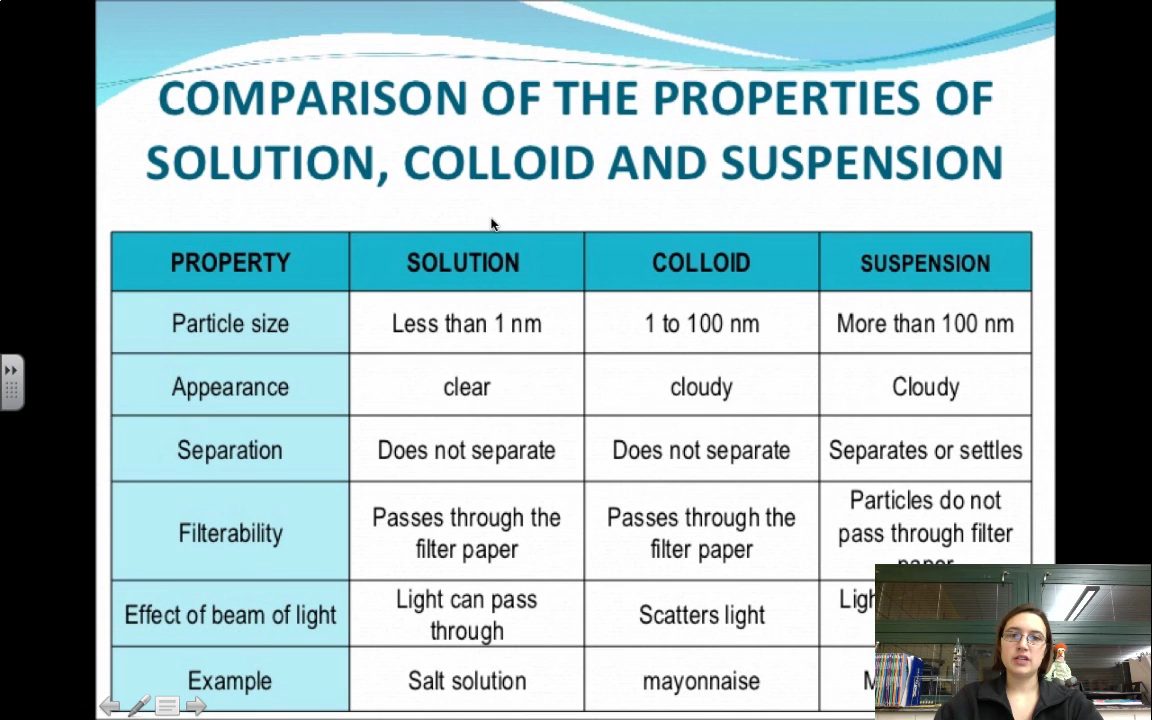 COMPARISON OF THE PROPERTIES OF
SOLUTION, COLLOID AND SUSPENSION
PROPERTY SOLUTION COLLOID SUSPENSION
Particle size Less than 1 nm 1 to 100 nm More than 100 nm
Appearance clear cloudy Cloudy
Separation Does not separate Does not separate Separates or settles
Filterability
Passes through the
filter paper
Passes through the
filter paper
Particles do not
pass through filter
paper
Effect of beam of light
Light can pass
through
Scatters light
Example Salt solution mayonnaise